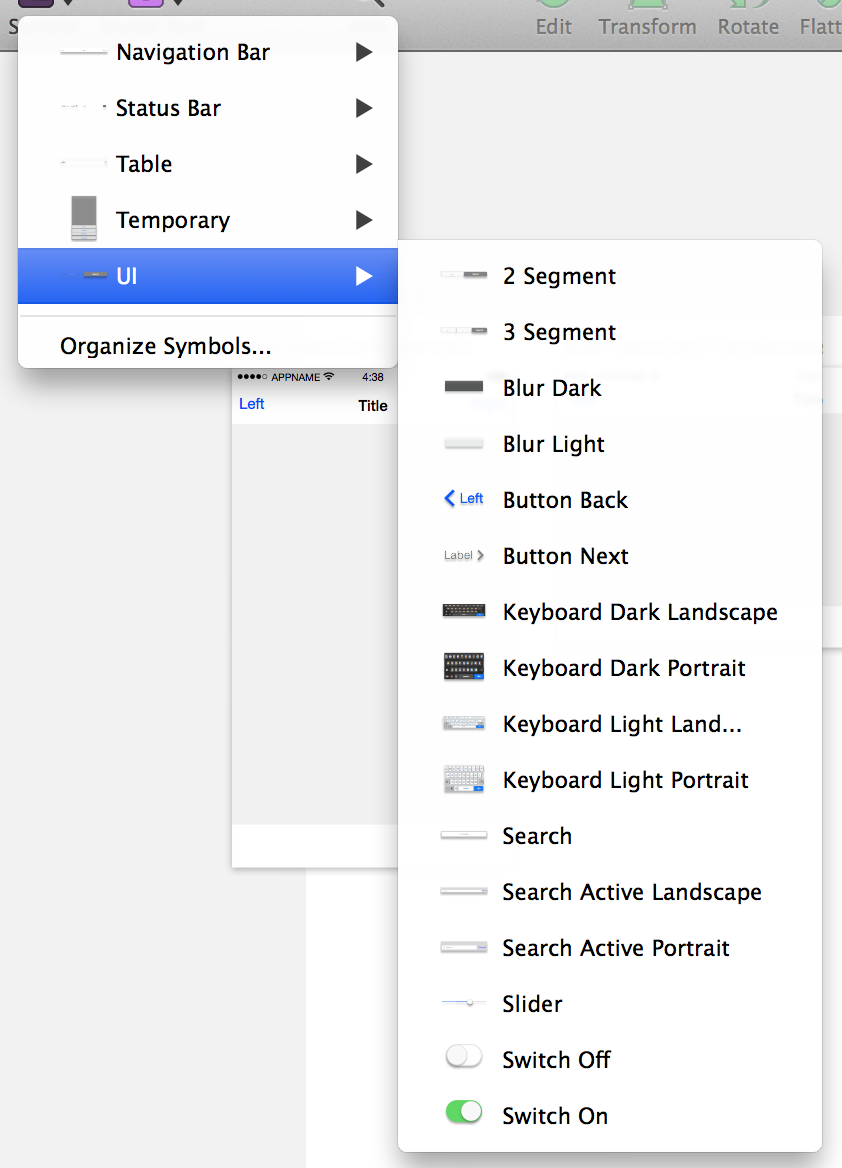 Edit Transform Rotate
Navigation Bar
Status Bar
Table
Temporary
UI
Organize Symbols...
APPNAME 4:38
Left Title
2 Segment
3 Segment
Blur Dark
Blur Light
Left Button Back
Label Button Next
Keyboard Dark Landscape
Keyboard Dark Portrait
Keyboard Light Land...
Keyboard Light Portrait
Search
Search Active Landscape
Search Active Portrait
Slider
Switch Off
Switch On